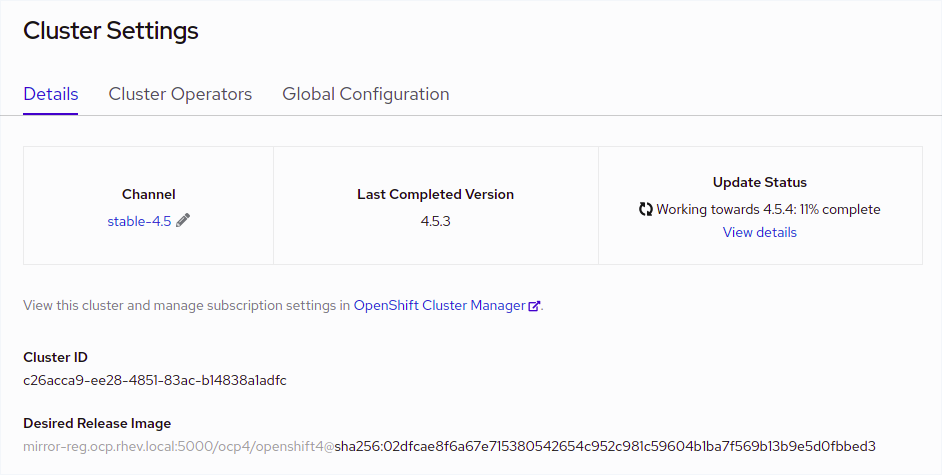 Cluster Settings
Details Cluster Operators Global Configuration
Channel
stable-4.5
Last Completed Version
4.5.3
Update Status
Working towards 4.5.4: 11% complete
View details
View this cluster and manage subscription settings in OpenShift Cluster Manager.
Cluster ID
c26acca9-ee28-4851-83ac-b14838a1adfc
Desired Release Image
mirror-reg.ocp.rhev.local:5000/ocp4/openshift4@sha256:02dfcae8f6a67e715380542654c952c981c59604b1ba7f569b13b9e5d0fbbed3